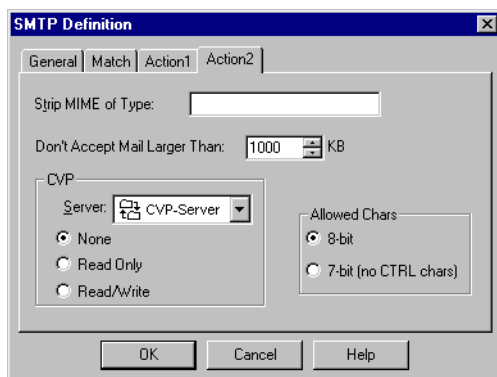 SMTP Definition
General Match Action1 Action2
Strip MIME of Type:
Don't Accept Mail Larger Than: 1000 KB
CVP
Server: CVP-Server
None
Read Only
Read/Write
Allowed Chars
8-bit
7-bit (no CTRL chars)
OK Cancel Help